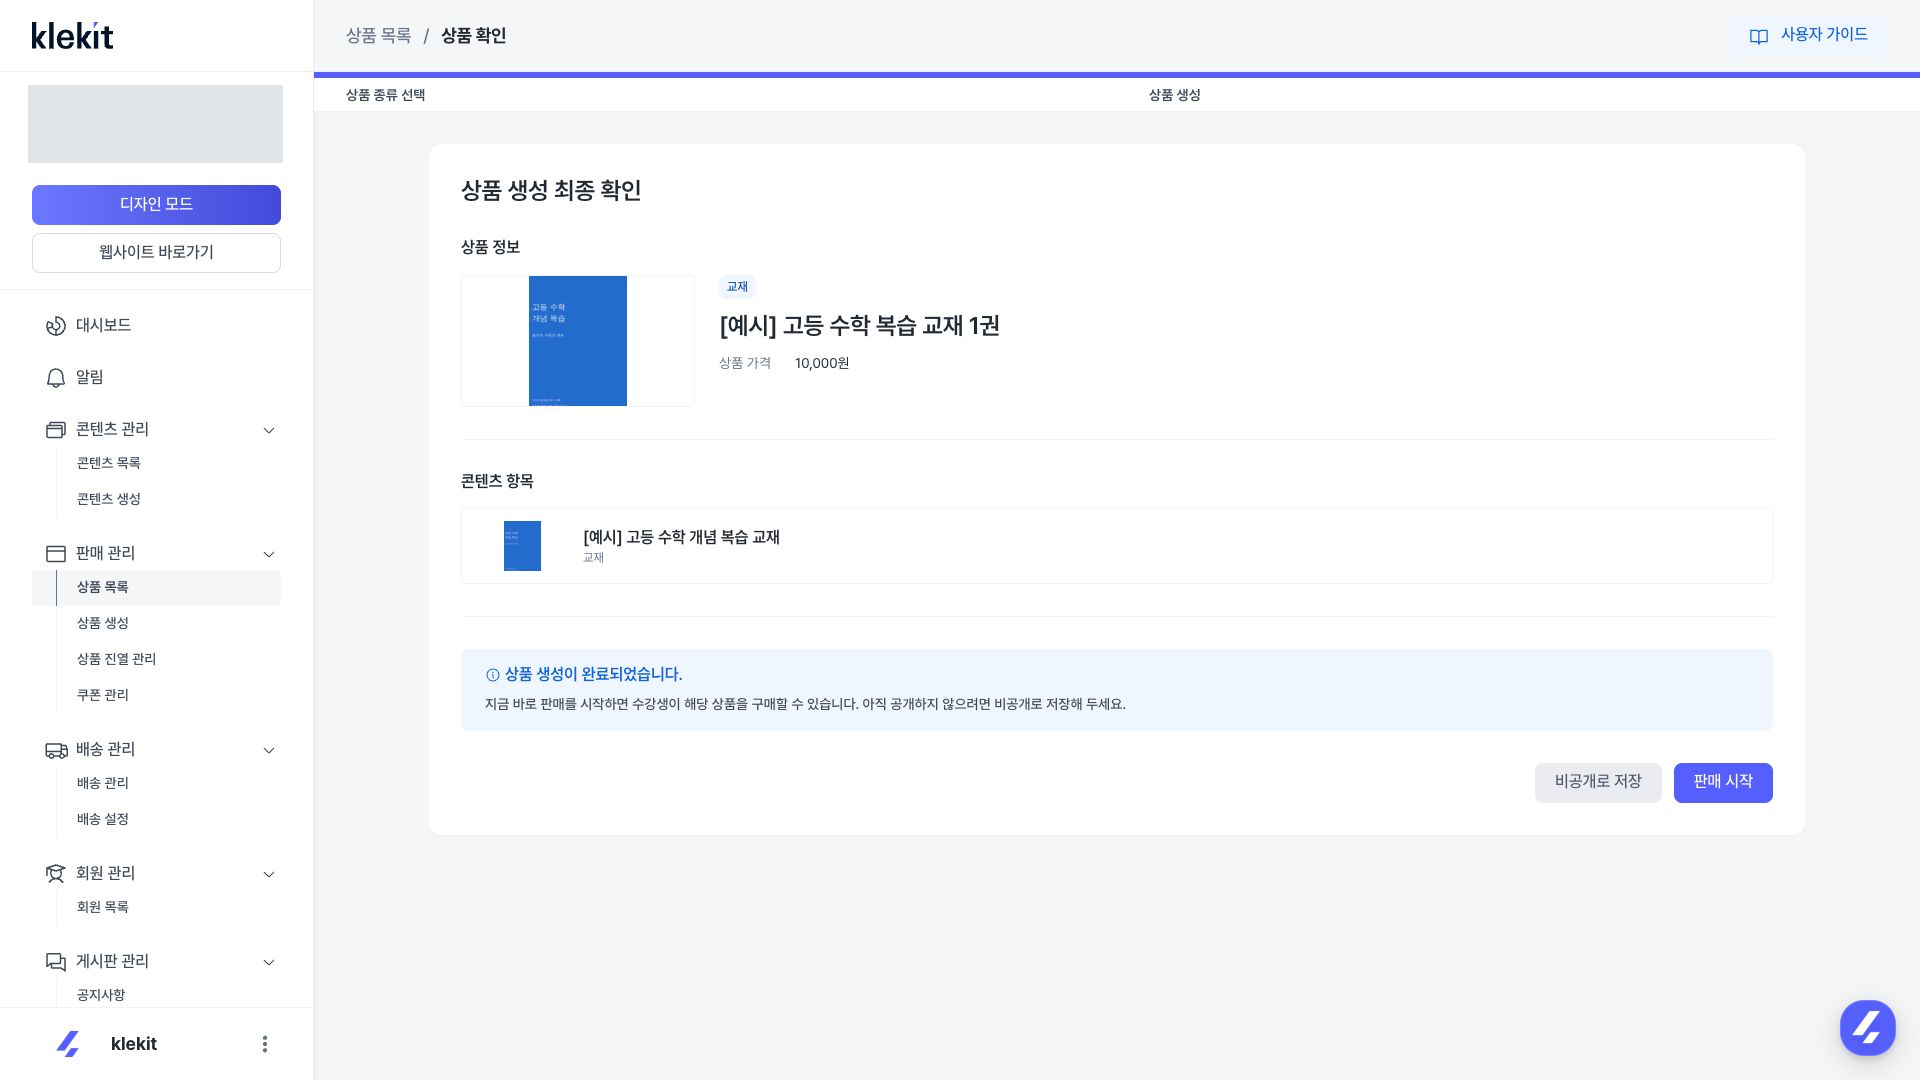 klekit
디자인 모드
웹사이트 바로가기
대시보드
알림
콘텐츠 관리
콘텐츠 목록
콘텐츠 생성
판매 관리
상품 목록
상품 생성
상품 진열 관리
쿠폰 관리
배송 관리
배송 관리
배송 설정
회원 관리
회원 목록
게시판 관리
공지사항
klekit
상품 목록 / 상품 확인
사용자 가이드
상품 종류 선택
상품 생성
상품 생성 최종 확인
상품 정보
고등 수학
개념 복습
교재
[예시] 고등 수학 복습 교재 1권
상품 가격 10,000원
콘텐츠 항목
[예시] 고등 수학 개념 복습 교재
교재
상품 생성이 완료되었습니다.
지금 바로 판매를 시작하면 수강생이 해당 상품을 구매할 수 있습니다. 아직 공개하지 않으려면 비공개로 저장해 두세요.
비공개로 저장
판매 시작